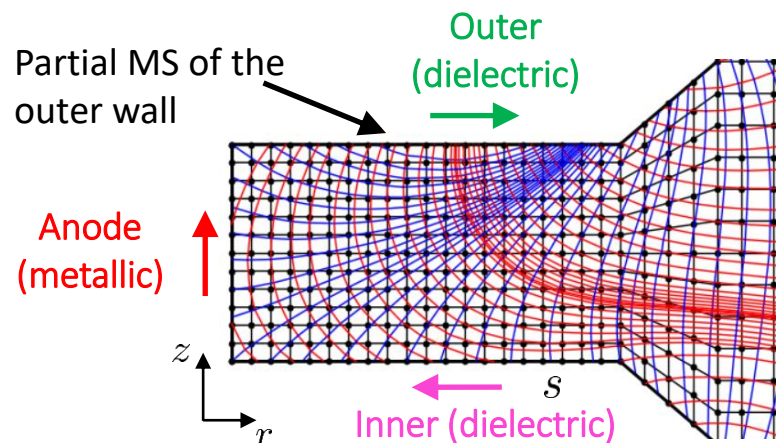 Outer
(dielectric)
Partial MS of the
outer wall
Anode
(metallic)
z
s
r
Inner (dielectric)